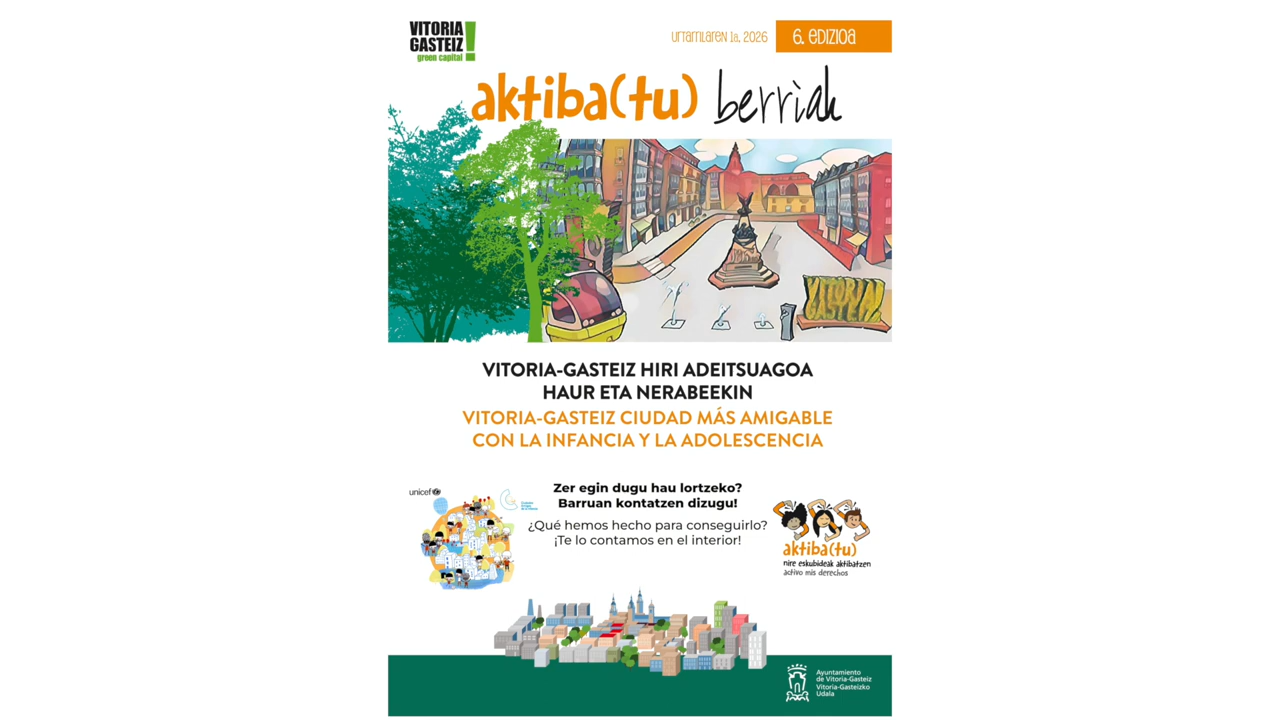 VITORIA
GASTEIZ!
green capital
urtarrilaren 1a. 2026
6. edizioa
aktiba(tu) berriak
VITORIA
GASTEIZ
VITORIA-GASTEIZ HIRI ADEITSUAGOA
HAUR ETA NERABEEKIN
VITORIA-GASTEIZ CIUDAD MÁS AMIGABLE
CON LA INFANCIA Y LA ADOLESCENCIA
unicef
Zer egin dugu hau lortzeko?
Barruan kontatzen dizugu!
¿Qué hemos hecho para conseguirlo?
¡Te lo contamos en el interior!
aktiba(tu)
nire eskubideak aktibatzen
activo mis derechos
Ayuntamiento
de Vitoria-Gasteiz
Vitoria-Gasteizko
Udala